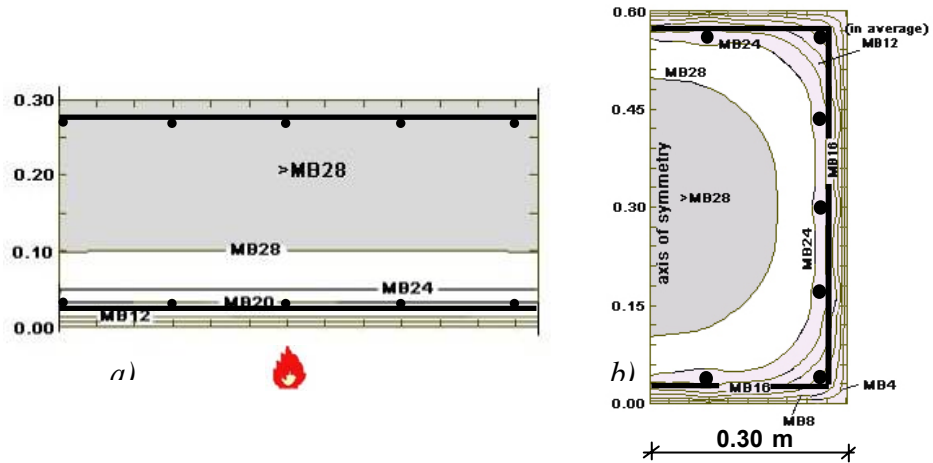 0.30
0.20
0.10
0.00
>MB28
MB28
MB24
MB20
MB12
a)
0.60
0.45
0.30
0.15
0.00
(in average)
MB12
MB24
MB28
MB16
>MB28
axis of symmetry
MB24
b)
MB16
MB4
MB8
0.30 m